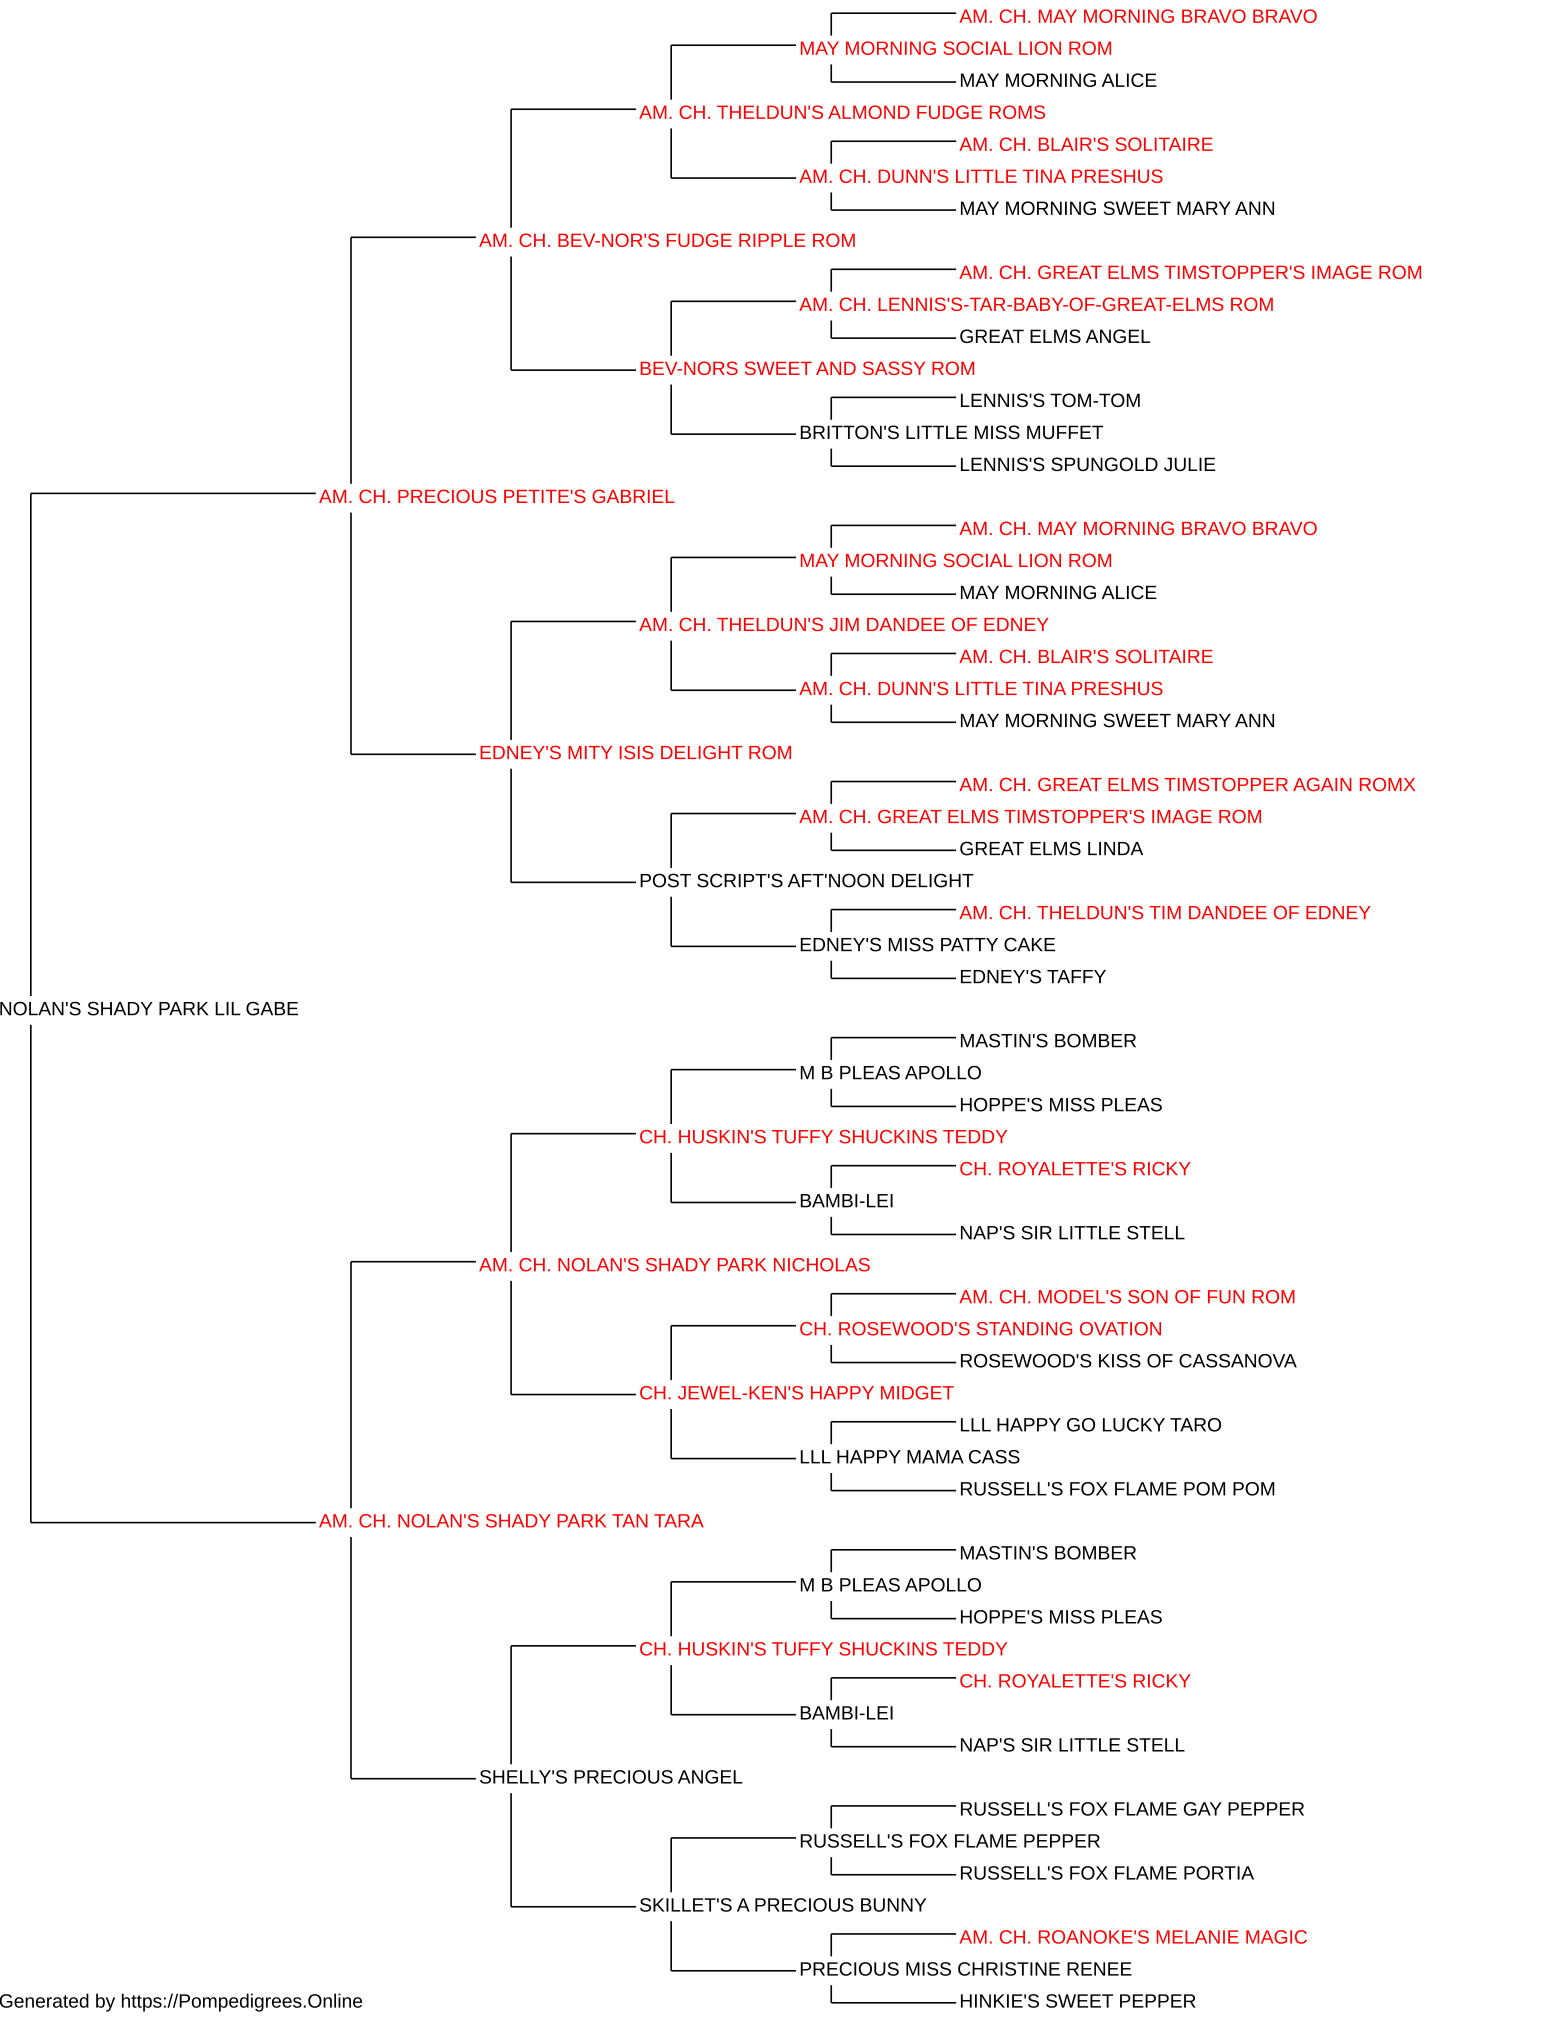 AM. CH. MAY MORNING BRAVO BRAVO
MAY MORNING SOCIAL LION ROM
MAY MORNING ALICE
AM. CH. THELDUN'S ALMOND FUDGE ROMS
AM. CH. BLAIR'S SOLITAIRE
AM. CH. DUNN'S LITTLE TINA PRESHUS
MAY MORNING SWEET MARY ANN
AM. CH. BEV-NOR'S FUDGE RIPPLE ROM
AM. CH. GREAT ELMS TIMSTOPPER'S IMAGE ROM
AM. CH. LENNIS'S-TAR-BABY-OF-GREAT-ELMS ROM
GREAT ELMS ANGEL
BEV-NORS SWEET AND SASSY ROM
LENNIS'S TOM-TOM
BRITTON'S LITTLE MISS MUFFET
LENNIS'S SPUNGOLD JULIE
AM. CH. PRECIOUS PETITE'S GABRIEL
AM. CH. MAY MORNING BRAVO BRAVO
MAY MORNING SOCIAL LION ROM
MAY MORNING ALICE
AM. CH. THELDUN'S JIM DANDEE OF EDNEY
AM. CH. BLAIR'S SOLITAIRE
AM. CH. DUNN'S LITTLE TINA PRESHUS
MAY MORNING SWEET MARY ANN
EDNEY'S MITY ISIS DELIGHT ROM
AM. CH. GREAT ELMS TIMSTOPPER AGAIN ROMX
AM. CH. GREAT ELMS TIMSTOPPER'S IMAGE ROM
GREAT ELMS LINDA
POST SCRIPT'S AFT'NOON DELIGHT
AM. CH. THELDUN'S TIM DANDEE OF EDNEY
EDNEY'S MISS PATTY CAKE
EDNEY'S TAFFY
NOLAN'S SHADY PARK LIL GABE
MASTIN'S BOMBER
M B PLEAS APOLLO
HOPPE'S MISS PLEAS
CH. HUSKIN'S TUFFY SHUCKINS TEDDY
CH. ROYALETTE'S RICKY
BAMBI-LEI
NAP'S SIR LITTLE STELL
AM. CH. NOLAN'S SHADY PARK NICHOLAS
AM. CH. MODEL'S SON OF FUN ROM
CH. ROSEWOOD'S STANDING OVATION
ROSEWOOD'S KISS OF CASSANOVA
CH. JEWEL-KEN'S HAPPY MIDGET
LLL HAPPY GO LUCKY TARO
LLL HAPPY MAMA CASS
RUSSELL'S FOX FLAME POM POM
AM. CH. NOLAN'S SHADY PARK TAN TARA
MASTIN'S BOMBER
M B PLEAS APOLLO
HOPPE'S MISS PLEAS
CH. HUSKIN'S TUFFY SHUCKINS TEDDY
CH. ROYALETTE'S RICKY
BAMBI-LEI
NAP'S SIR LITTLE STELL
SHELLY'S PRECIOUS ANGEL
RUSSELL'S FOX FLAME GAY PEPPER
RUSSELL'S FOX FLAME PEPPER
RUSSELL'S FOX FLAME PORTIA
SKILLET'S A PRECIOUS BUNNY
AM. CH. ROANOKE'S MELANIE MAGIC
PRECIOUS MISS CHRISTINE RENEE
HINKIE'S SWEET PEPPER
Generated by https://Pompedigrees.Online